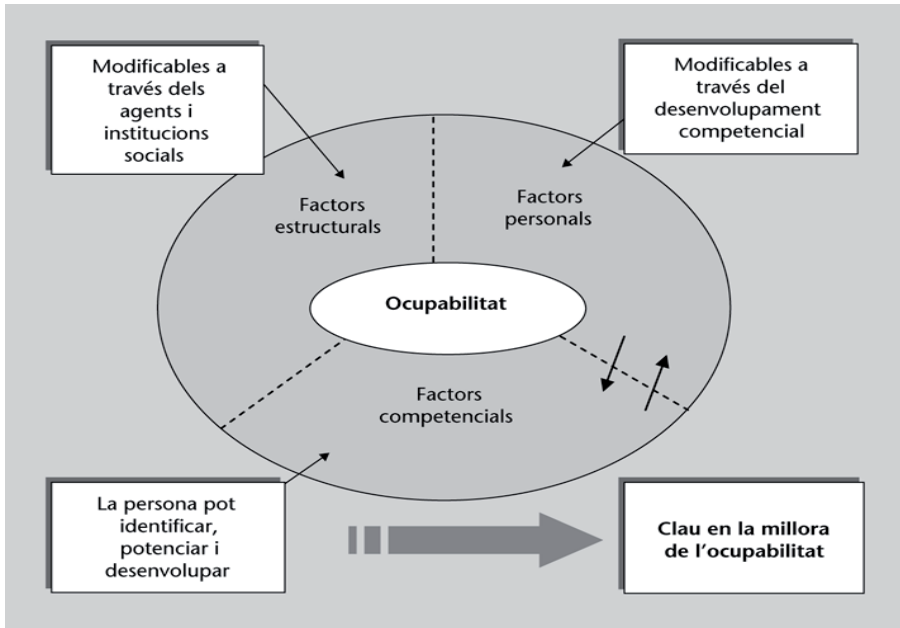 Modificables a
través dels
agents i
institucions
socials
Modificables a
través del
desenvolupament
competencial
Factors
estructurals
Factors
personals
Ocupabilitat
Factors
competencials
La persona pot
identificar,
potenciar i
desenvolupar
Clau en la millora
de l’ocupabilitat